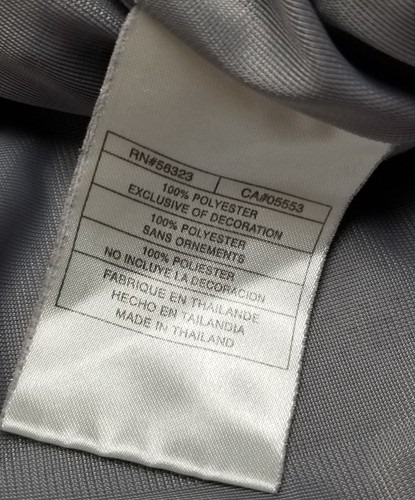 RN#56323 CA#05553
100% POLYESTER
EXCLUSIVE OF DECORATION
100% POLYESTER
SANS ORNEMENTS
100% POLIESTER
NO INCLUYE LA DECORACION
FABRIQUE EN THAILANDE
HECHO EN TAILANDIA
MADE IN THAILAND